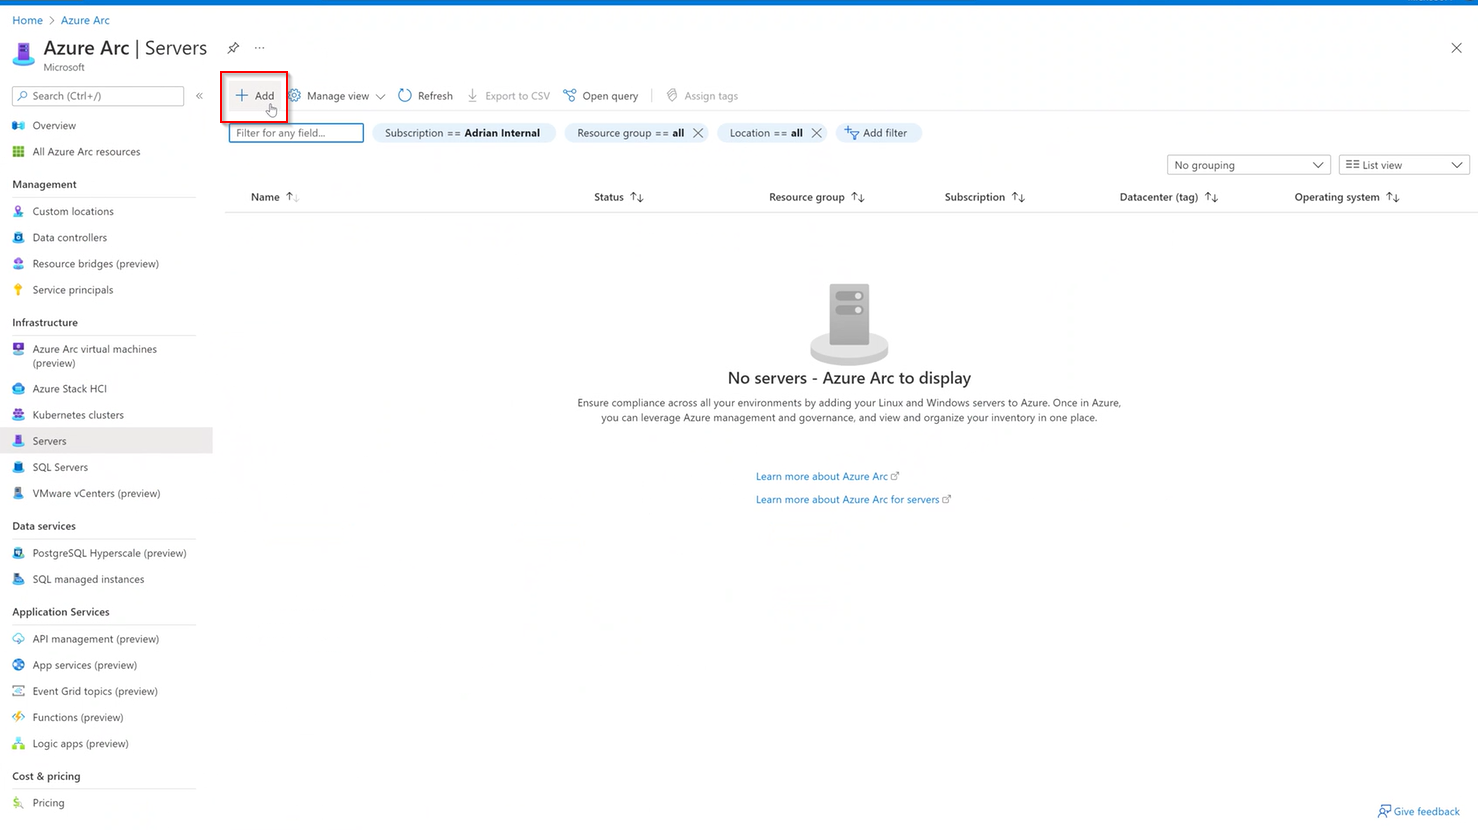 Home > Azure Arc
Azure Arc | Servers
Microsoft
Search (Ctrl+/)
Overview
All Azure Arc resources
Management
Custom locations
Data controllers
Resource bridges (preview)
Service principals
Infrastructure
Azure Arc virtual machines
(preview)
Azure Stack HCI
Kubernetes clusters
Servers
SQL Servers
VMware vCenters (preview)
Data services
PostgreSQL Hyperscale (preview)
SQL managed instances
Application Services
API management (preview)
App services (preview)
Event Grid topics (preview)
Functions (preview)
Logic apps (preview)
Cost & pricing
Pricing
Add Manage view Refresh Export to CSV Open query Assign tags
Filter for any field... Subscription == Adrian Internal Resource group == all Location == all Add filter
No grouping List view
Name Status Resource group Subscription Datacenter (tag) Operating system
No servers - Azure Arc to display
Ensure compliance across all your environments by adding your Linux and Windows servers to Azure. Once in Azure,
you can leverage Azure management and governance, and view and organize your inventory in one place.
Learn more about Azure Arc
Learn more about Azure Arc for servers
Give feedback